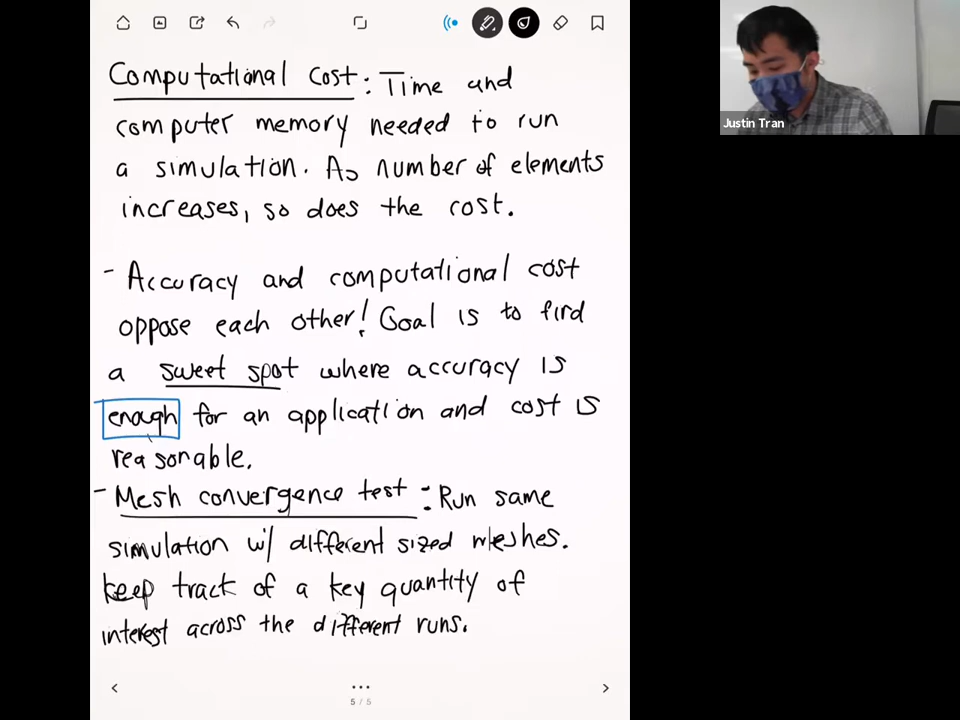 Computational Cost: Time and
computer memory needed to run
a simulation. As number of elements
increases, so does the cost.
- Accuracy and computational cost
oppose each other! Goal is to find
a sweet spot where accuracy is
enough for an application and cost is
reasonable.
- Mesh convergence test: Run same
simulation w/ different sized meshes.
Keep track of a key quantity of
interest across the different runs.
5 / 5
Justin Tran